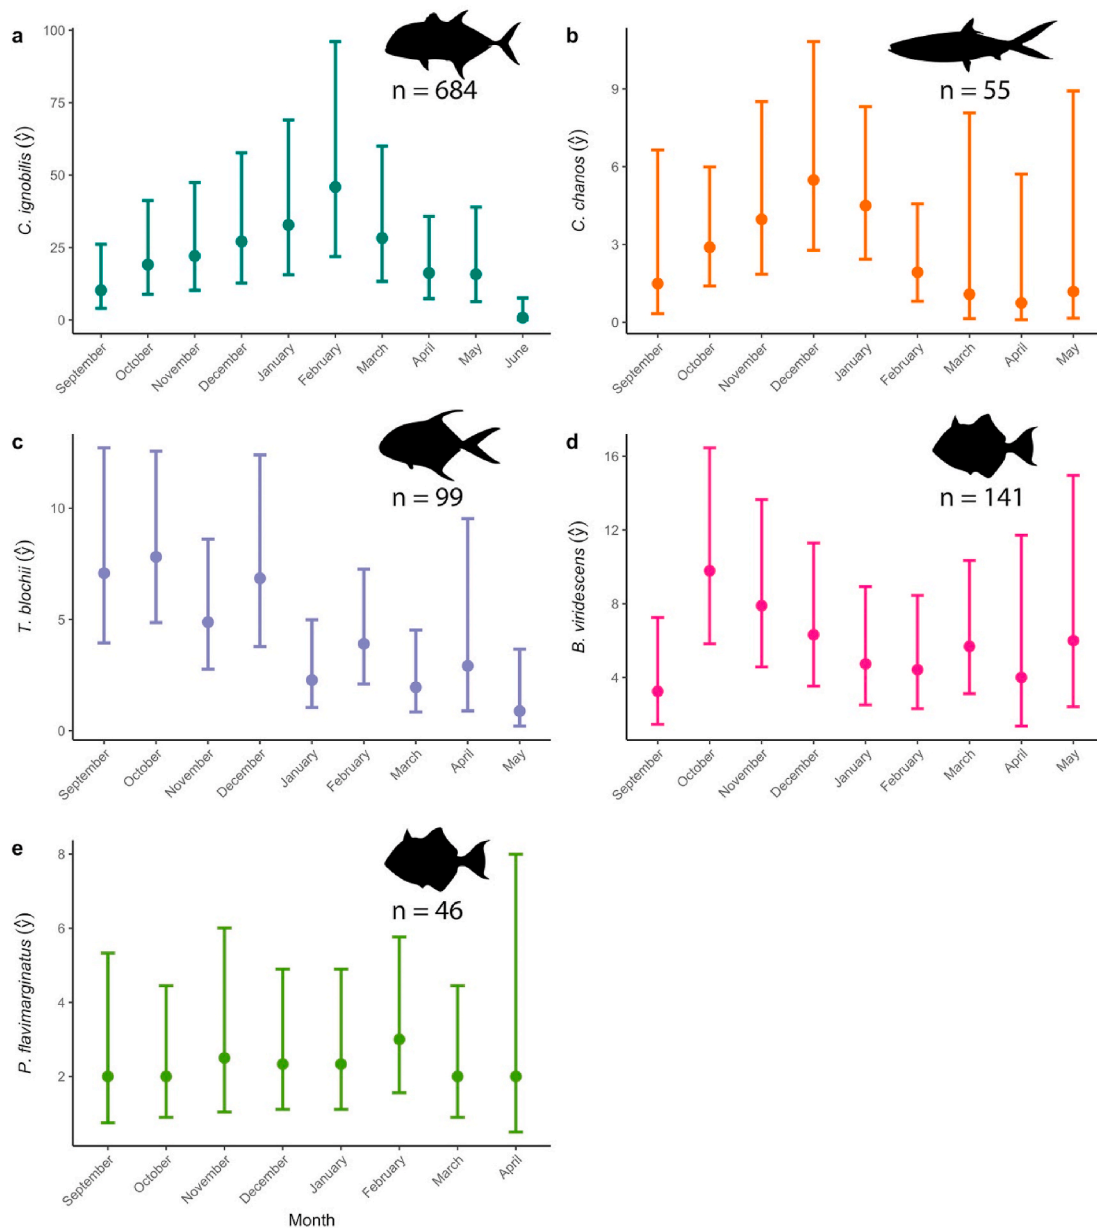 a
n = 684
C. ignobilis (ŷ)
100
75
50
25
0
September
October
November
December
January
February
March
April
May
June
b
n = 55
C. chanos (ŷ)
9
6
3
0
September
October
November
December
January
February
March
April
May
c
n = 99
T. blochii (ŷ)
10
5
0
September
October
November
December
January
February
March
April
May
d
n = 141
B. viridescens (ŷ)
16
12
8
4
September
October
November
December
January
February
March
April
May
e
n = 46
P. flavimarginatus (ŷ)
8
6
4
2
September
October
November
December
January
February
March
April
Month